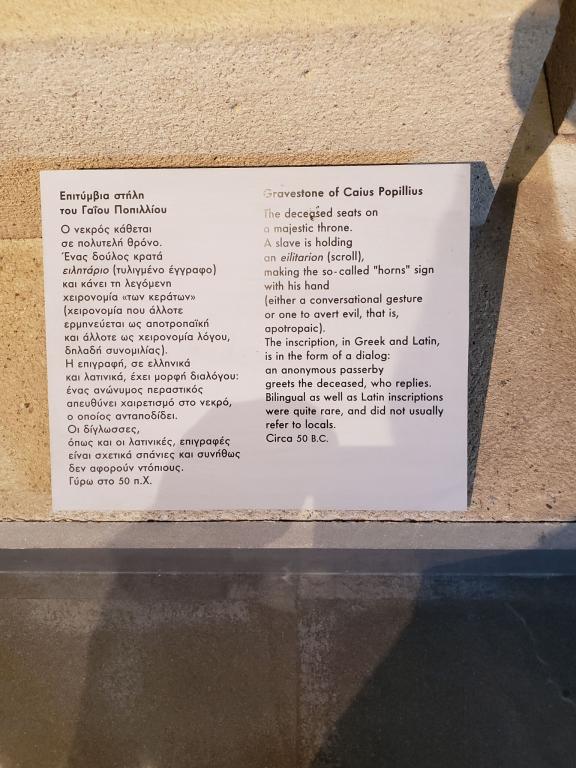 Επιτύμβια στήλη
του Γαΐου Ποπιλλίου
Ο νεκρός κάθεται
σε πολυτελή θρόνο.
Ένας δούλος κρατά
ειλητάριο (τυλιγμένο έγγραφο)
και κάνει τη λεγόμενη
χειρονομία «των κεράτων»
(χειρονομία που άλλοτε
ερμηνεύεται ως αποτροπαϊκή
και άλλοτε ως χειρονομία λόγου,
δηλαδή συνομιλίας).
Η επιγραφή, σε ελληνικά
και λατινικά, έχει μορφή διαλόγου:
ένας ανώνυμος περαστικός
απευθύνει χαιρετισμό στο νεκρό,
ο οποίος ανταποδίδει.
Οι δίγλωσσες,
όπως και οι λατινικές, επιγραφές
είναι σχετικά σπάνιες και συνήθως
δεν αφορούν ντόπιους.
Γύρω στο 50 π.Χ.
Gravestone of Caius Popillius
The deceased seats on
a majestic throne.
A slave is holding
an eilitarion (scroll),
making the so-called "horns" sign
with his hand
(either a conversational gesture
or one to avert evil, that is,
apotropaic).
The inscription, in Greek and Latin,
is in the form of a dialog:
an anonymous passerby
greets the deceased, who replies.
Bilingual as well as Latin inscriptions
were quite rare, and did not usually
refer to locals.
Circa 50 B.C.